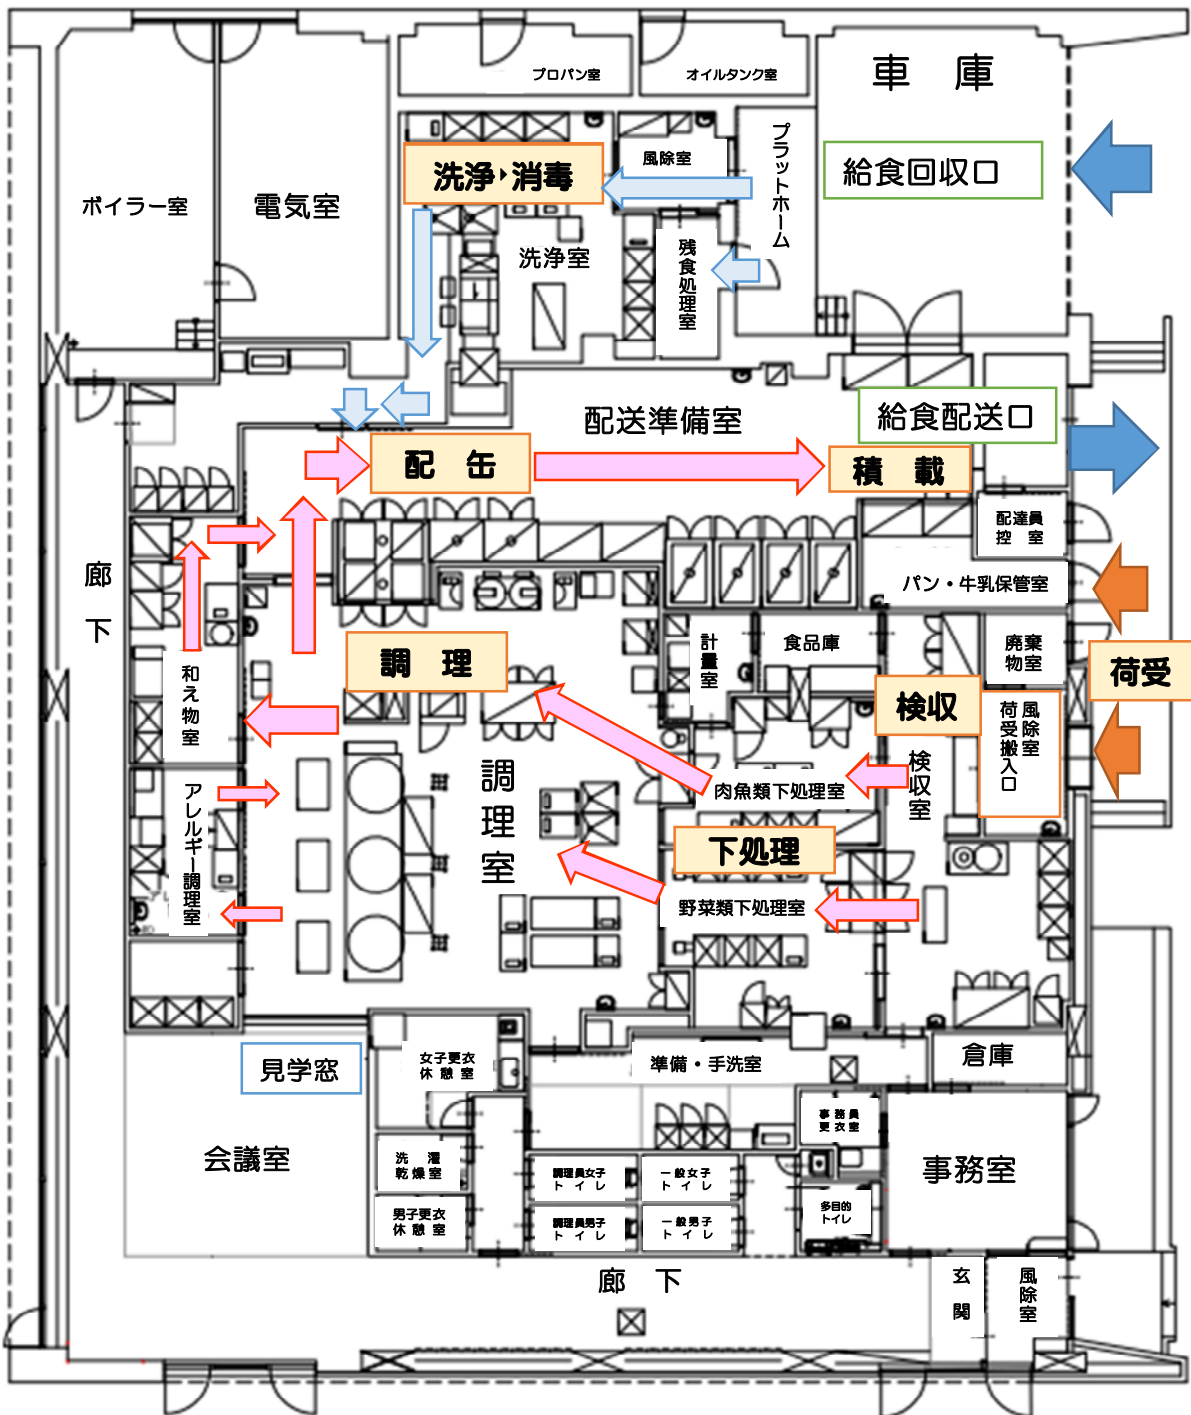 プロパン室
オイルタンク室
車　庫
給食回収口
プラットホーム
風除室
洗浄・消毒
ボイラー室
電気室
洗浄室
残食処理室
配送準備室
給食配送口
配　缶
積　載
配達員
控　室
パン・牛乳保管室
廊
下
調　理
計量室
食品庫
廃棄
物室
荷受
検収
和え物室
風除室
荷受搬入口
検収室
調理室
肉魚類下処理室
アレルギー調理室
下処理
野菜類下処理室
見学窓
女子更衣
休憩室
準備・手洗室
倉庫
事務員
更衣室
会議室
洗　濯
乾燥室
調理員女子
トイレ
一般女子
トイレ
事務室
男子更衣
休憩室
調理員男子
トイレ
一般男子
トイレ
多目的
トイレ
廊　下
玄関
風除室